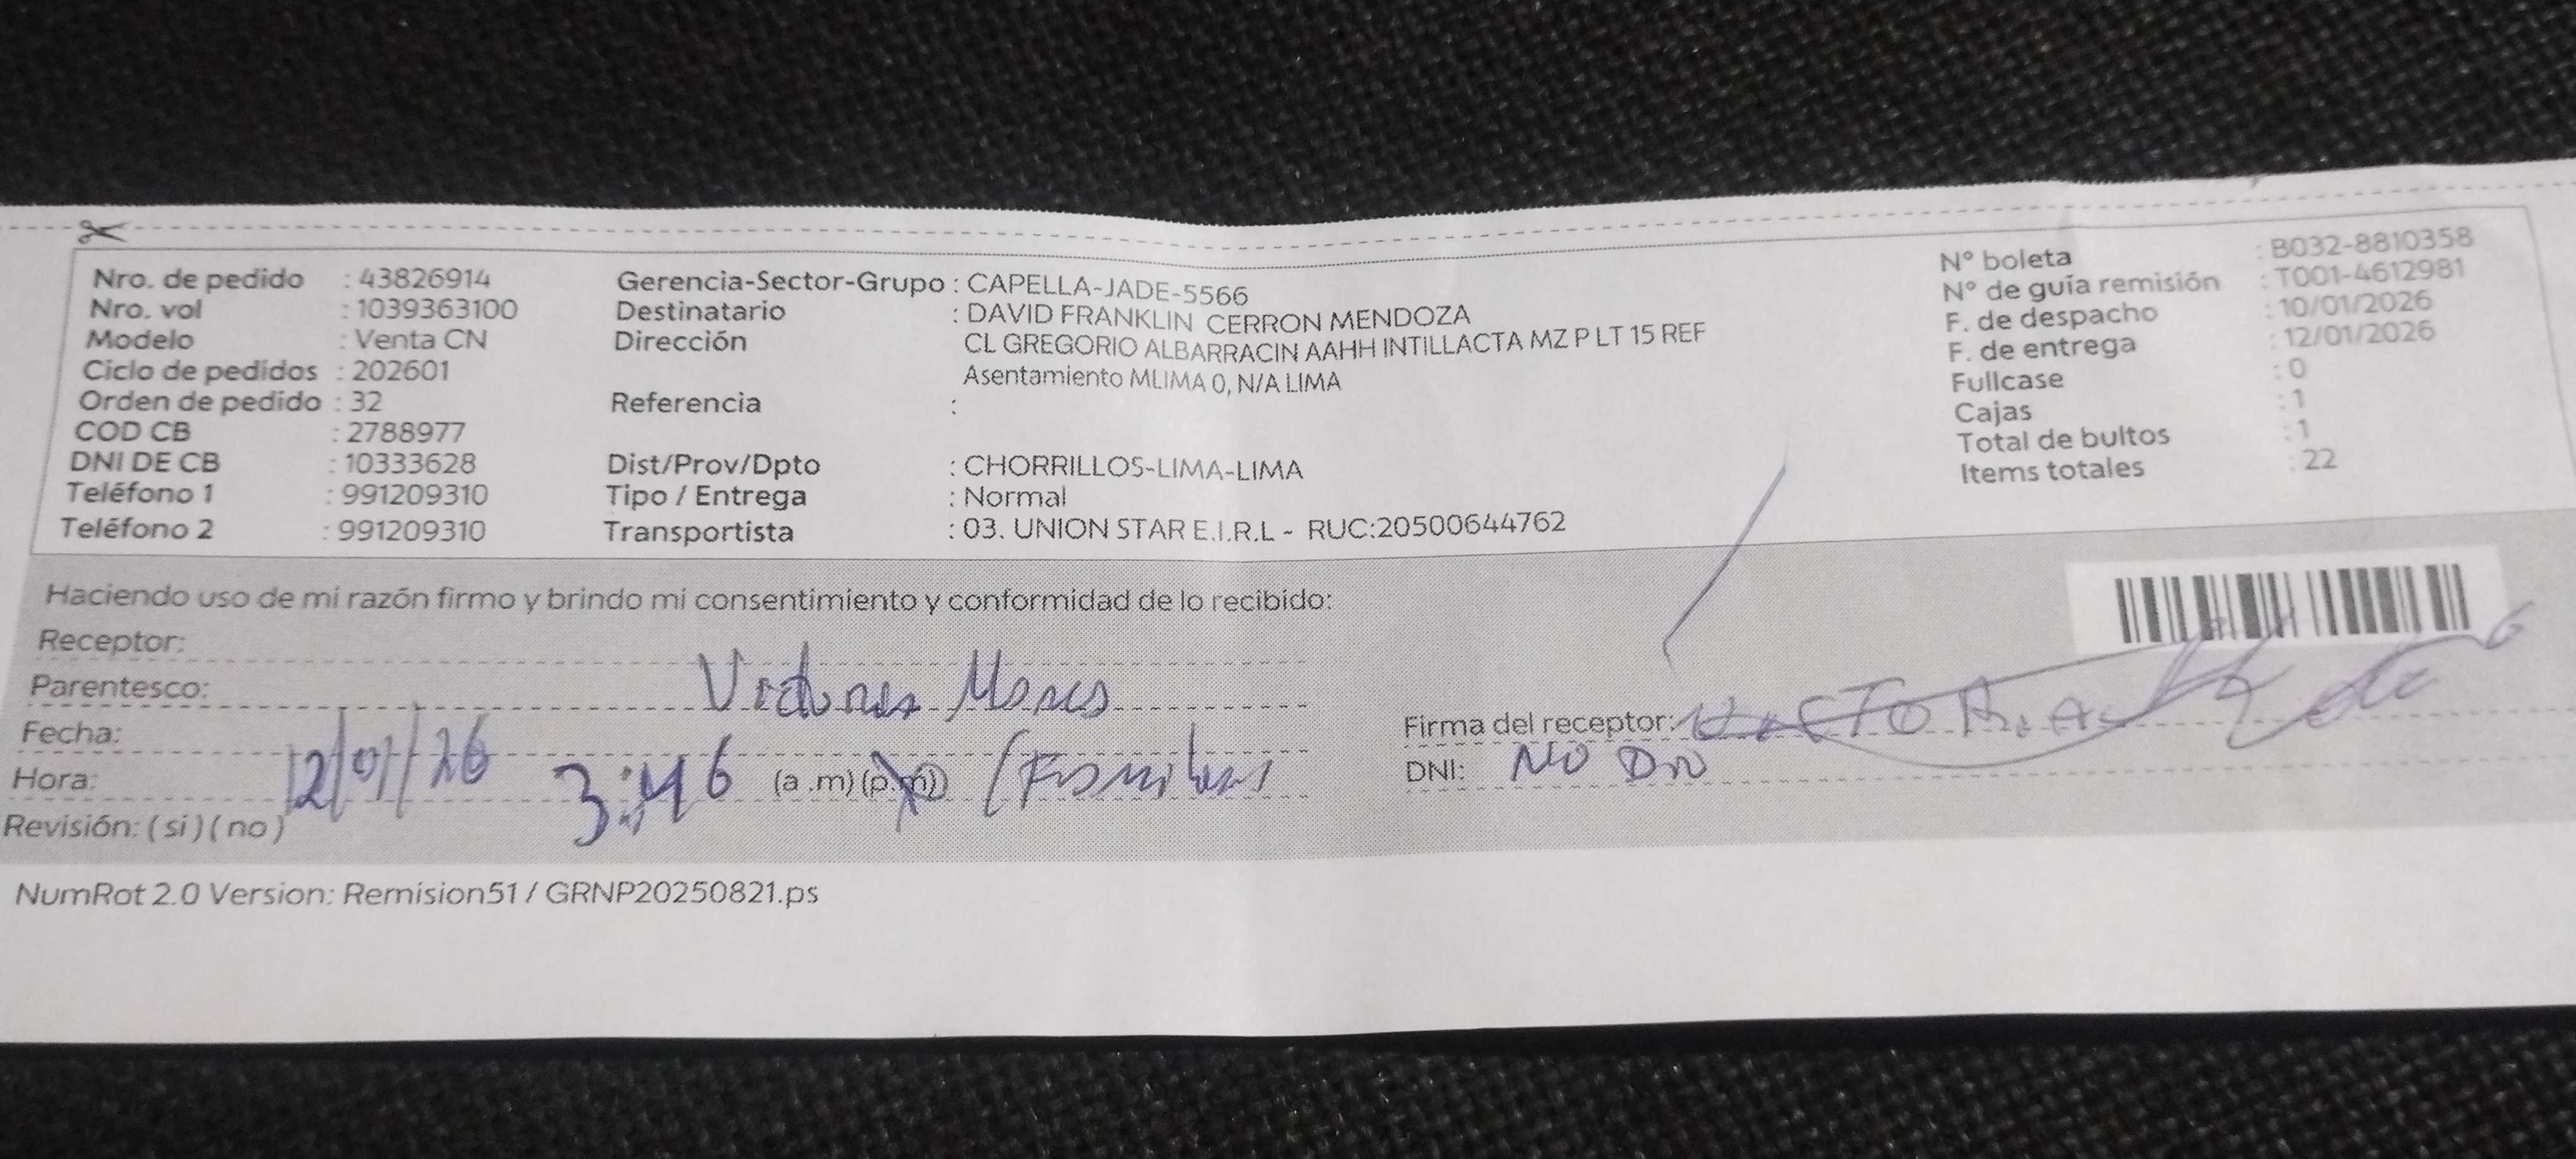 Nro. de pedido : 43826914
Nro. vol : 1039363100
Modelo : Venta CN
Ciclo de pedidos : 202601
Orden de pedido : 32
COD CB : 2788977
DNI DE CB : 10333628
Teléfono 1 : 991209310
Teléfono 2 : 991209310
Gerencia-Sector-Grupo : CAPELLA-JADE-5566
Destinatario : DAVID FRANKLIN CERRON MENDOZA
Dirección CL GREGORIO ALBARRACIN AAHH INTILLACTA MZ P LT 15 REF
Asentamiento MLIMA 0, N/A LIMA
Referencia :
Dist/Prov/Dpto : CHORRILLOS-LIMA-LIMA
Tipo / Entrega : Normal
Transportista : 03. UNION STAR E.I.R.L - RUC:20500644762
N° boleta : B032-8810358
N° de guía remisión : T001-4612981
F. de despacho : 10/01/2026
F. de entrega : 12/01/2026
Fullcase : 0
Cajas : 1
Total de bultos : 1
Items totales : 22
Haciendo uso de mi razón firmo y brindo mi consentimiento y conformidad de lo recibido:
Receptor:
Parentesco:
Fecha: 12/01/26
Hora: 3:46 (a .m) (p.m)
Revisión: ( si ) ( no )
Firma del receptor:
DNI: NO DIO
NumRot 2.0 Version: Remision51 / GRNP20250821.ps